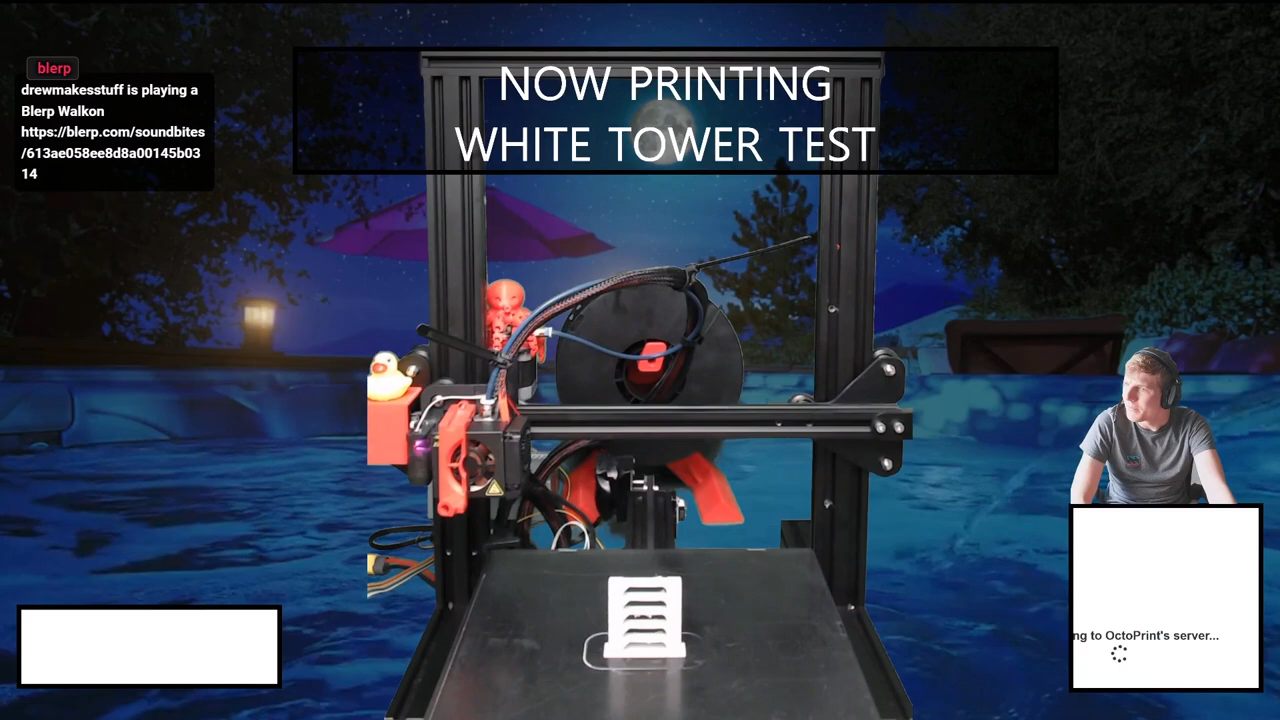 blerp
drewmakesstuff is playing a
Blerp Walkon
https://blerp.com/soundbites
/613ae058ee8d8a00145b03
14
NOW PRINTING
WHITE TOWER TEST
ng to OctoPrint's server...